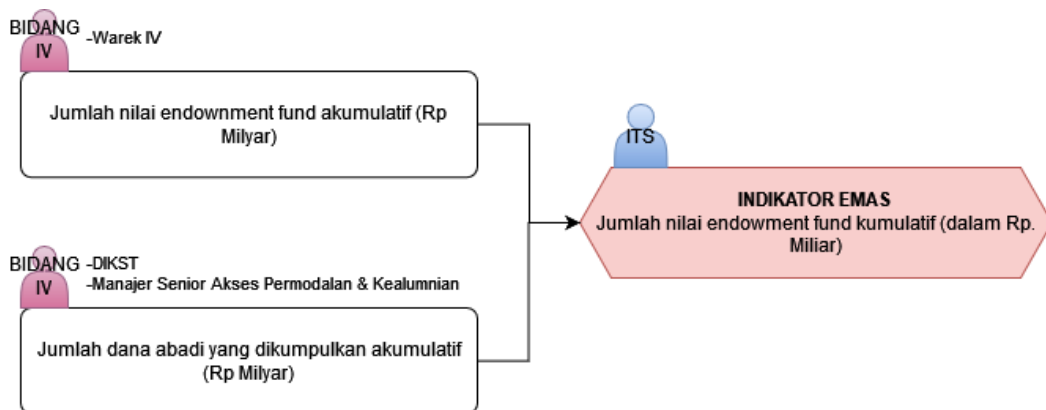 BIDANG
IV
-Warek IV
Jumlah nilai endownment fund akumulatif (Rp
Milyar)
ITS
INDIKATOR EMAS
Jumlah nilai endowment fund kumulatif (dalam Rp.
Miliar)
BIDANG
IV
-DIKST
-Manajer Senior Akses Permodalan & Kealumnian
Jumlah dana abadi yang dikumpulkan akumulatif
(Rp Milyar)